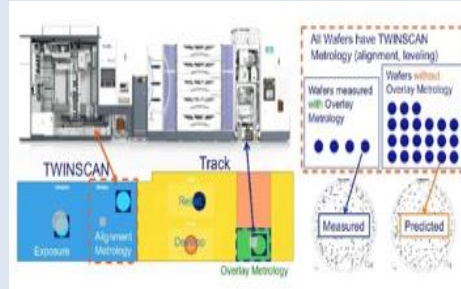 All Wafers have TWINSCAN
Metrology (alignment, leveling)
Wafers measured
with Overlay
Metrology
Wafers without
Overlay Metrology
TWINSCAN
Track
Exposure
Alignment
Metrology
Overlay Metrology
Measured
Predicted